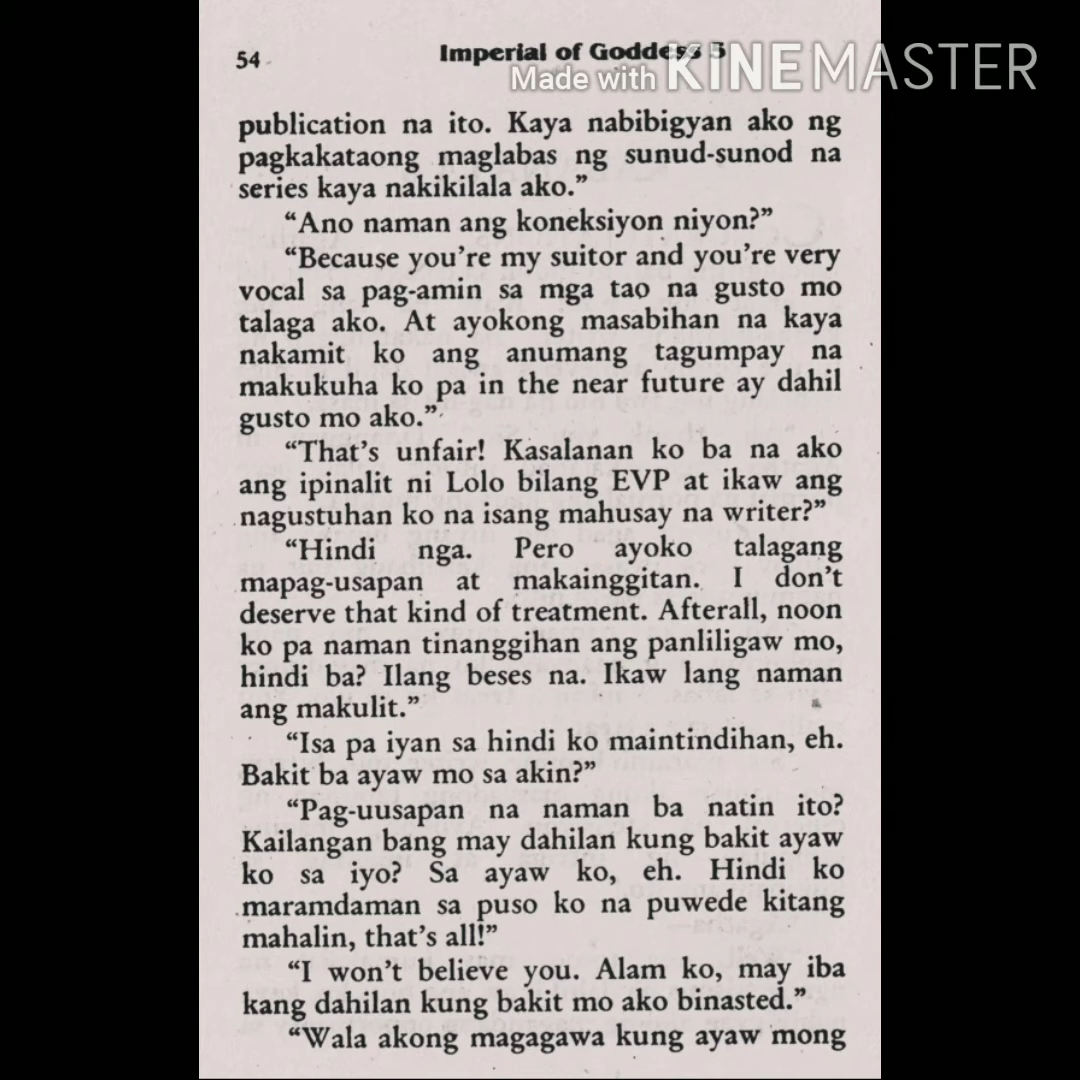 54
Imperial of Goddess 5
Made with KINEMASTER
publication na ito. Kaya nabibigyan ako ng
pagkakataong maglabas ng sunud-sunod na
series kaya nakikilala ako.”
“Ano naman ang koneksiyon niyon?”
“Because you’re my suitor and you’re very
vocal sa pag-amin sa mga tao na gusto mo
talaga ako. At ayokong masabihan na kaya
nakamit ko ang anumang tagumpay na
makukuha ko pa in the near future ay dahil
gusto mo ako.”
“That’s unfair! Kasalanan ko ba na ako
ang ipinalit ni Lolo bilang EVP at ikaw ang
nagustuhan ko na isang mahusay na writer?”
“Hindi nga. Pero ayoko talagang
mapag-usapan at makainggitan. I don’t
deserve that kind of treatment. Afterall, noon
ko pa naman tinanggihan ang panliligaw mo,
hindi ba? Ilang beses na. Ikaw lang naman
ang makulit.”
“Isa pa iyan sa hindi ko maintindihan, eh.
Bakit ba ayaw mo sa akin?”
“Pag-uusapan na naman ba natin ito?
Kailangan bang may dahilan kung bakit ayaw
ko sa iyo? Sa ayaw ko, eh. Hindi ko
maramdaman sa puso ko na puwede kitang
mahalin, that’s all!”
“I won’t believe you. Alam ko, may iba
kang dahilan kung bakit mo ako binasted.”
“Wala akong magagawa kung ayaw mong